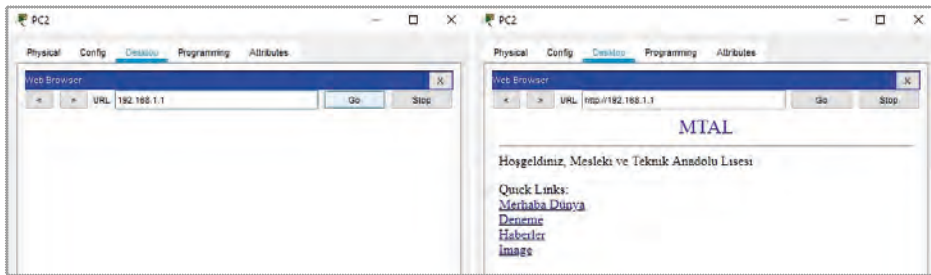 PC2
Physical Config Desktop Programming Attributes
Web Browser X
< > URL 192.168.1.1 Go Stop
PC2
Physical Config Desktop Programming Attributes
Web Browser X
< > URL http://192.168.1.1 Go Stop
MTAL
Hoşgeldiniz, Mesleki ve Teknik Anadolu Lisesi
Quick Links:
Merhaba Dünya
Deneme
Haberler
Image